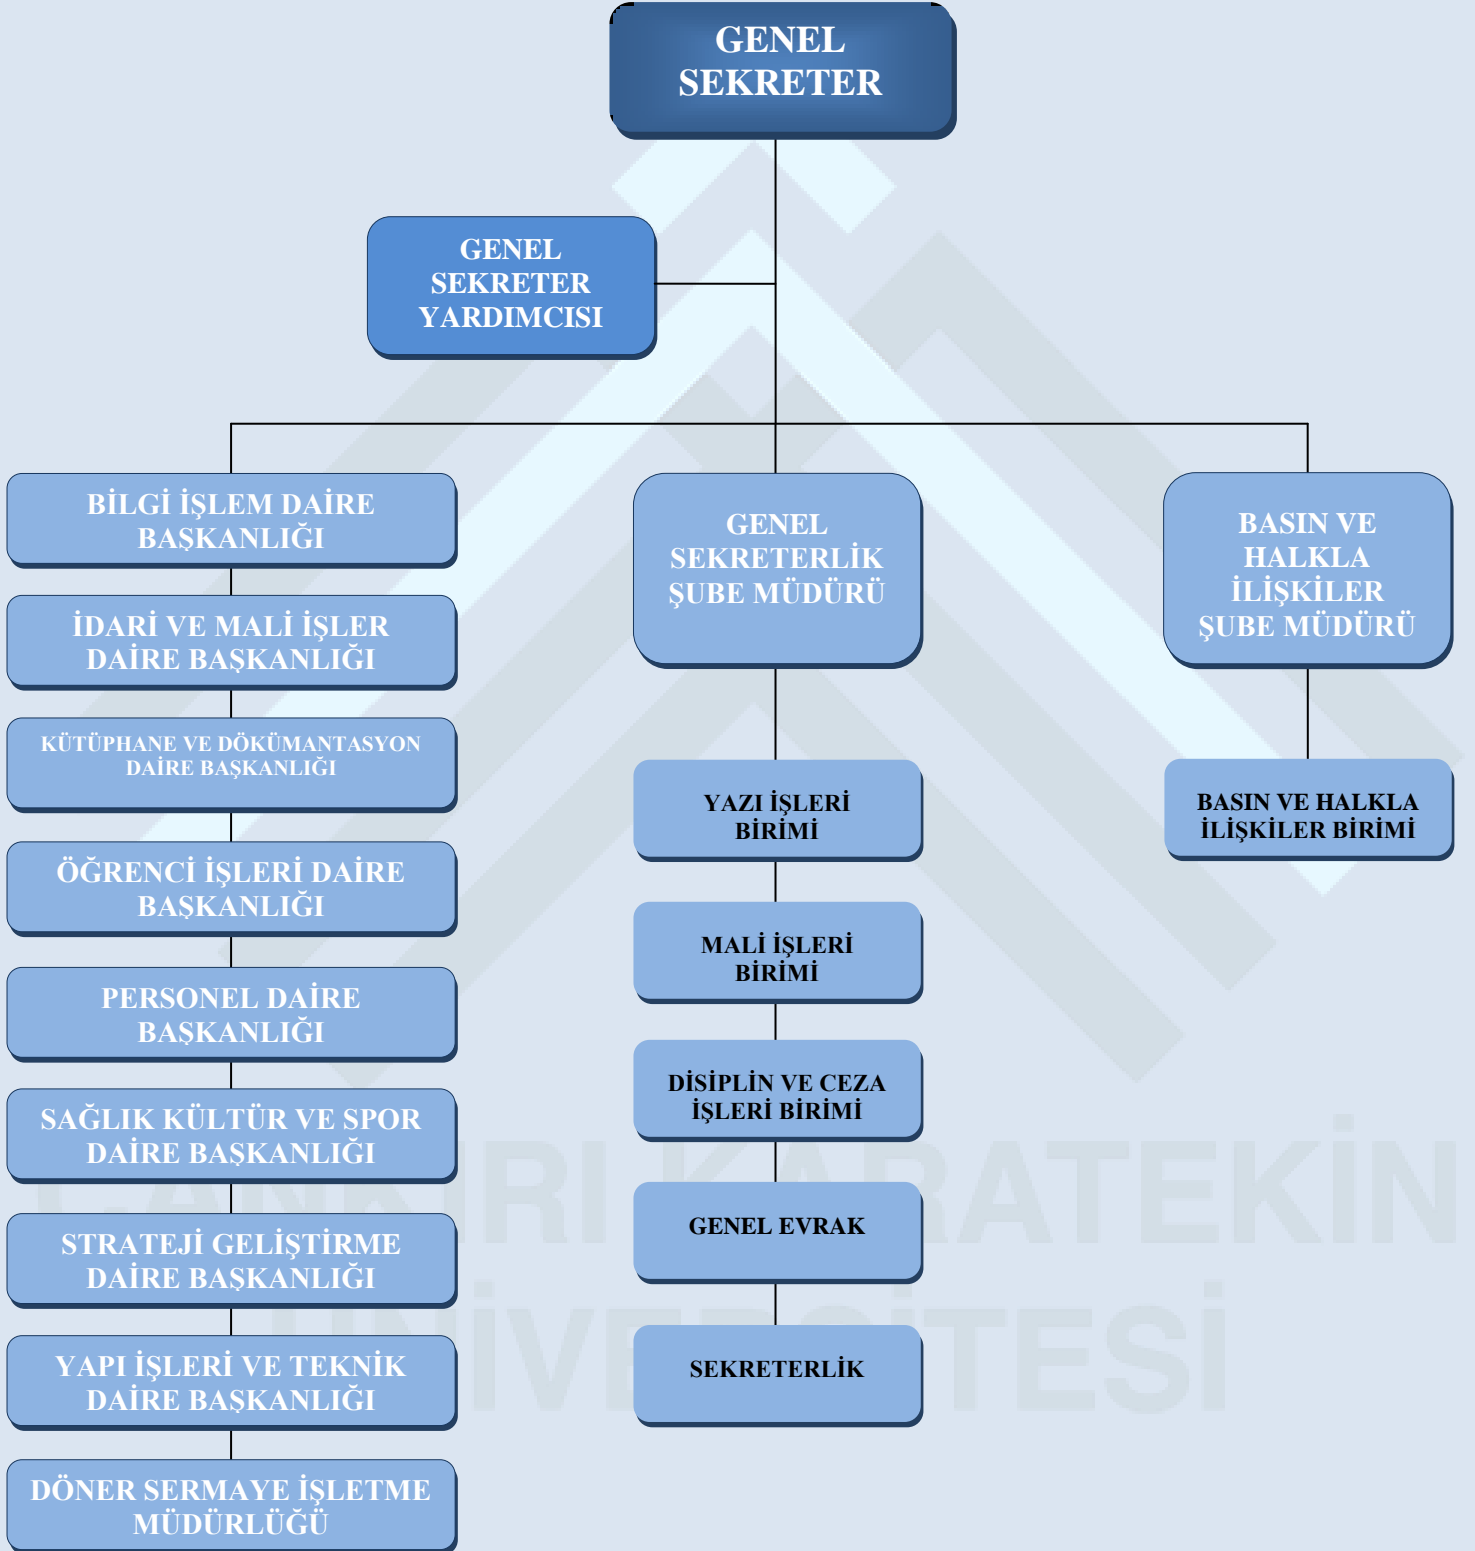 GENEL
SEKRETER
GENEL
SEKRETER
YARDIMCISI
BİLGİ İŞLEM DAİRE
BAŞKANLIĞI
İDARİ VE MALİ İŞLER
DAİRE BAŞKANLIĞI
KÜTÜPHANE VE DÖKÜMANTASYON
DAİRE BAŞKANLIĞI
ÖĞRENCİ İŞLERİ DAİRE
BAŞKANLIĞI
PERSONEL DAİRE
BAŞKANLIĞI
SAĞLIK KÜLTÜR VE SPOR
DAİRE BAŞKANLIĞI
STRATEJİ GELİŞTİRME
DAİRE BAŞKANLIĞI
YAPI İŞLERİ VE TEKNİK
DAİRE BAŞKANLIĞI
DÖNER SERMAYE İŞLETME
MÜDÜRLÜĞÜ
GENEL
SEKRETERLİK
ŞUBE MÜDÜRÜ
YAZI İŞLERİ
BİRİMİ
MALİ İŞLERİ
BİRİMİ
DİSİPLİN VE CEZA
İŞLERİ BİRİMİ
GENEL EVRAK
SEKRETERLİK
BASIN VE
HALKLA
İLİŞKİLER
ŞUBE MÜDÜRÜ
BASIN VE HALKLA
İLİŞKİLER BİRİMİ
ÇANKIRI KARATEKİN
ÜNİVERSİTESİ